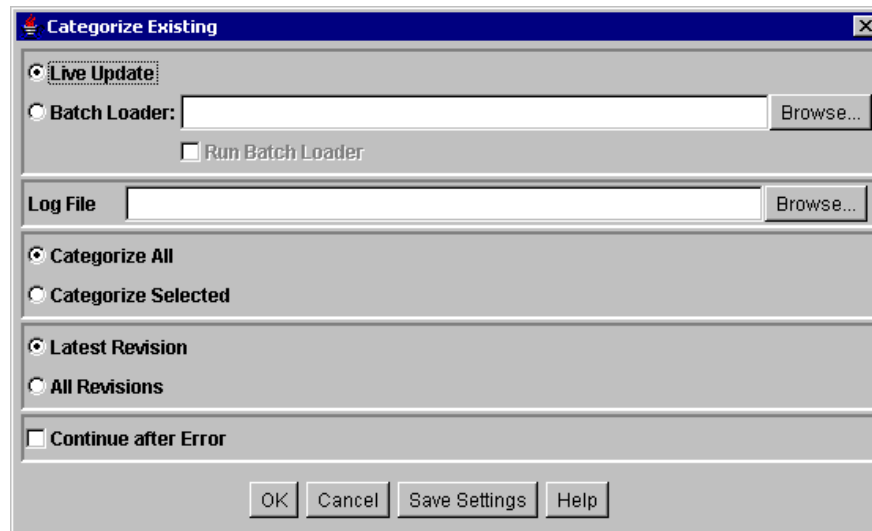 Categorize Existing
Live Update
Batch Loader: Browse...
Run Batch Loader
Log File Browse...
Categorize All
Categorize Selected
Latest Revision
All Revisions
Continue after Error
OK Cancel Save Settings Help